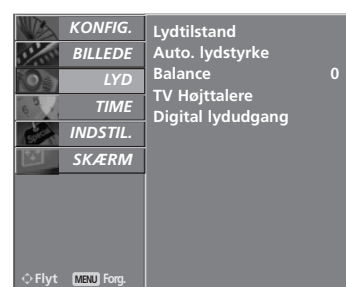 KONFIG.
BILLEDE
LYD
TIME
INDSTIL.
SKÆRM
Lydtilstand
Auto. lydstyrke
Balance 0
TV Højttalere
Digital lydudgang
Flyt MENU Forg.